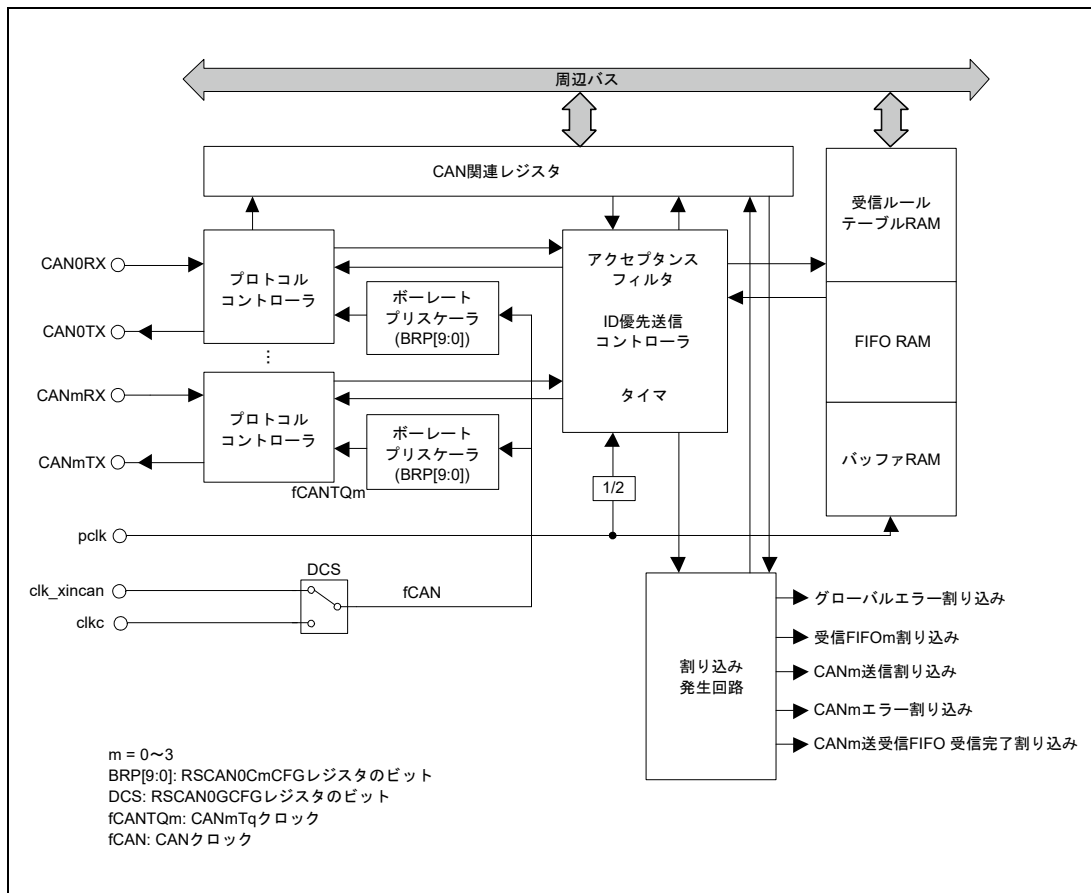 周辺バス
CAN関連レジスタ
受信ルール
テーブルRAM
FIFO RAM
バッファRAM
CAN0RX
CAN0TX
プロトコル
コントローラ
ボーレート
プリスケーラ
(BRP[9:0])
アクセプタンス
フィルタ
ID優先送信
コントローラ
タイマ
⋮
CANmRX
CANmTX
プロトコル
コントローラ
ボーレート
プリスケーラ
(BRP[9:0])
fCANTQm
1/2
pclk
DCS
clk_xincan
clkc
fCAN
割り込み
発生回路
グローバルエラー割り込み
受信FIFOm割り込み
CANm送信割り込み
CANmエラー割り込み
CANm送受信FIFO 受信完了割り込み
m = 0～3
BRP[9:0]: RSCAN0CmCFGレジスタのビット
DCS: RSCAN0GCFGレジスタのビット
fCANTQm: CANmTqクロック
fCAN: CANクロック